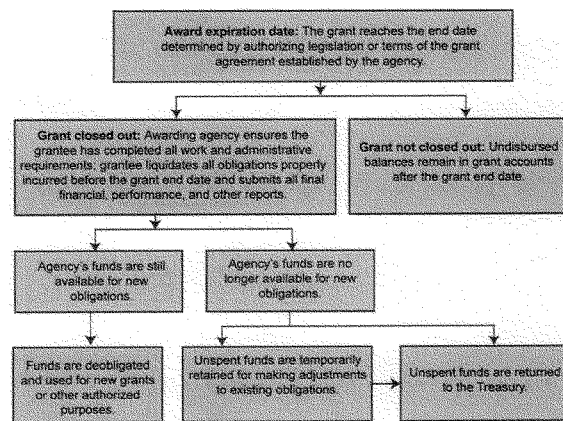 Award expiration date: The grant reaches the end date
determined by authorizing legislation or terms of the grant
agreement established by the agency.
Grant closed out: Awarding agency ensures the
grantee has completed all work and administrative
requirements; grantee liquidates all obligations properly
incurred before the grant end date and submits all final
financial, performance, and other reports.
Grant not closed out: Undisbursed
balances remain in grant accounts
after the grant end date.
Agency's funds are still
available for new
obligations.
Agency's funds are no
longer available for new
obligations.
Funds are deobligated
and used for new grants
or other authorized
purposes.
Unspent funds are temporarily
retained for making adjustments
to existing obligations.
Unspent funds are returned
to the Treasury.